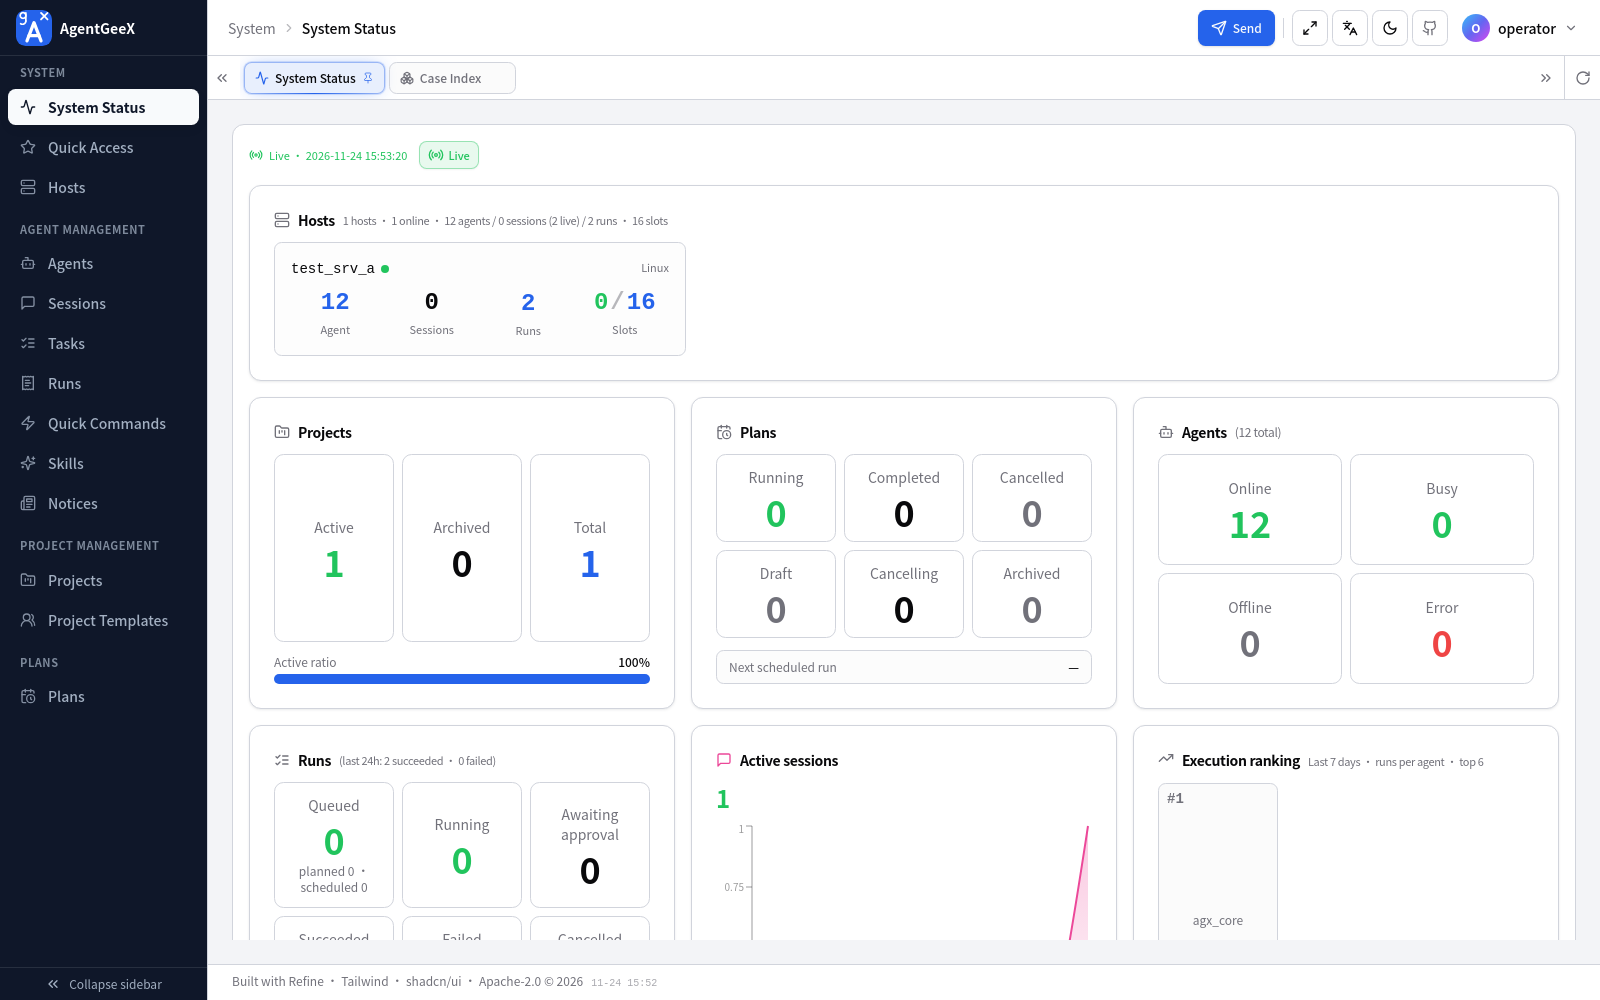 AgentGeeX
System
System Status
Send
operator
SYSTEM
System Status
Quick Access
Hosts
AGENT MANAGEMENT
Agents
Sessions
Tasks
Runs
Quick Commands
Skills
Notices
PROJECT MANAGEMENT
Projects
Project Templates
PLANS
Plans
Collapse sidebar
System Status
Case Index
Live • 2026-11-24 15:53:20
Live
Hosts 1 hosts • 1 online • 12 agents / 0 sessions (2 live) / 2 runs • 16 slots
test_srv_a
Linux
12 0 2 0/16
Agent Sessions Runs Slots
Projects
Active Archived Total
1 0 1
Active ratio 100%
Plans
Running Completed Cancelled
0 0 0
Draft Cancelling Archived
0 0 0
Next scheduled run —
Agents (12 total)
Online Busy
12 0
Offline Error
0 0
Runs (last 24h: 2 succeeded • 0 failed)
Queued
0
planned 0 •
scheduled 0
Running
0
Awaiting
approval
0
Succeeded Failed Cancelled
Active sessions
1
1
0.75
Execution ranking Last 7 days • runs per agent • top 6
#1
agx_core
Built with Refine • Tailwind • shadcn/ui • Apache-2.0 © 2026 11-24 15:52